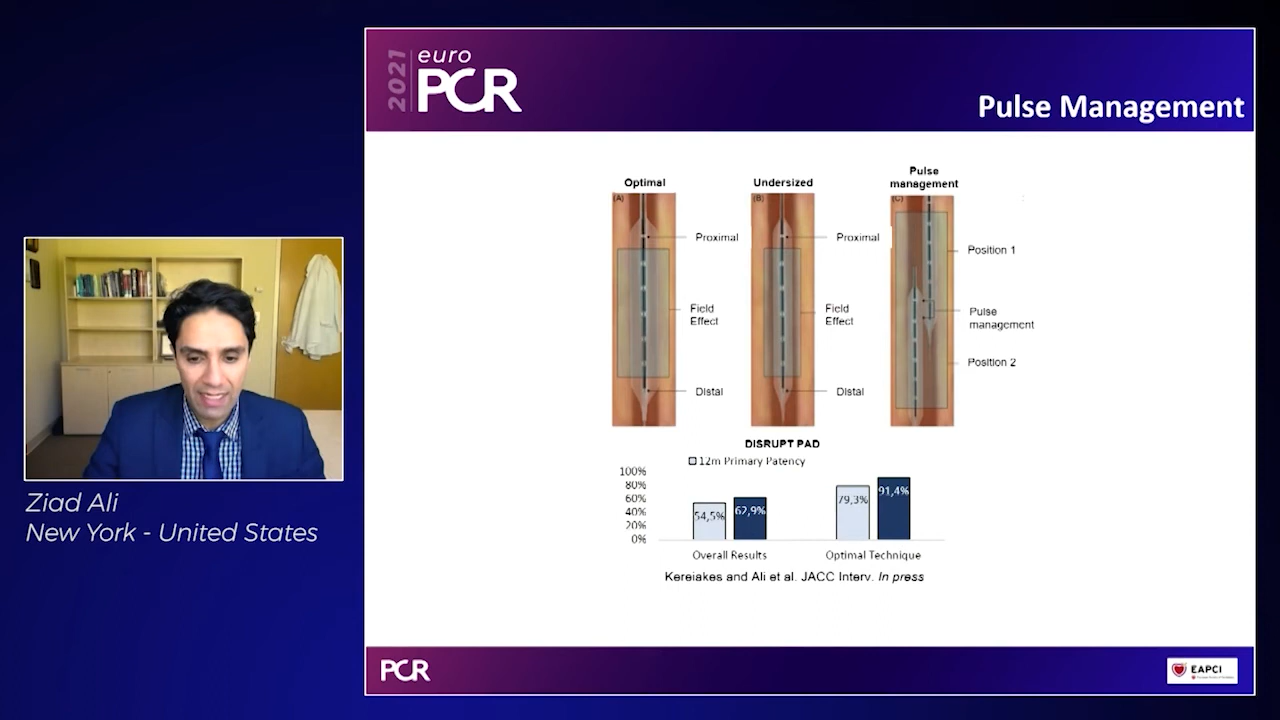 2021
euro
PCR
Pulse Management
Optimal
Undersized
Pulse
management
(A)
(B)
(C)
Proximal
Proximal
Position 1
Field
Effect
Field
Effect
Pulse
management
Position 2
Distal
Distal
DISRUPT PAD
12m Primary Patency
100%
80%
60%
40%
20%
0%
54,5%
62,9%
79,3%
91,4%
Overall Results
Optimal Technique
Kereiakes and Ali et al. JACC Interv. In press
Ziad Ali
New York - United States
PCR
EAPCI